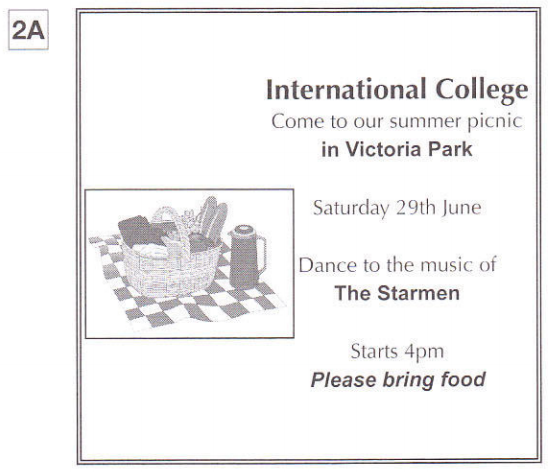 2A
International College
Come to our summer picnic
in Victoria Park
Saturday 29th June
Dance to the music of
The Starmen
Starts 4pm
Please bring food